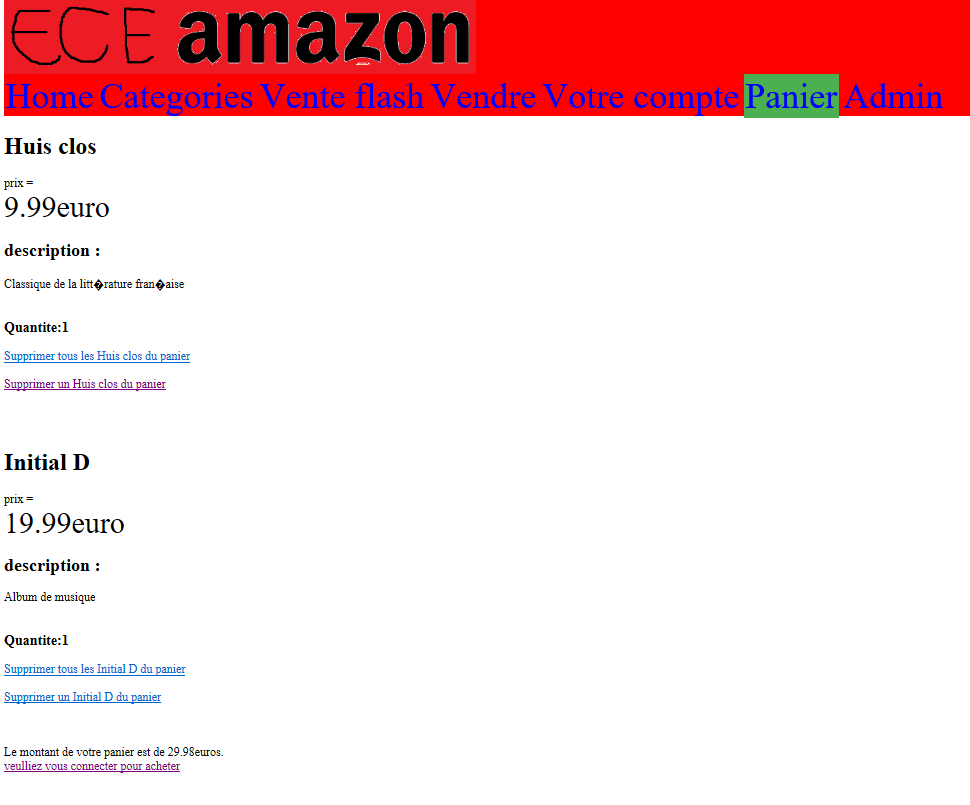 ECE amazon
Home Categories Vente flash Vendre Votre compte Panier Admin
Huis clos
prix =
9.99euro
description :
Classique de la litt�rature fran�aise
Quantite:1
Supprimer tous les Huis clos du panier
Supprimer un Huis clos du panier
Initial D
prix =
19.99euro
description :
Album de musique
Quantite:1
Supprimer tous les Initial D du panier
Supprimer un Initial D du panier
Le montant de votre panier est de 29.98euros.
veulliez vous connecter pour acheter